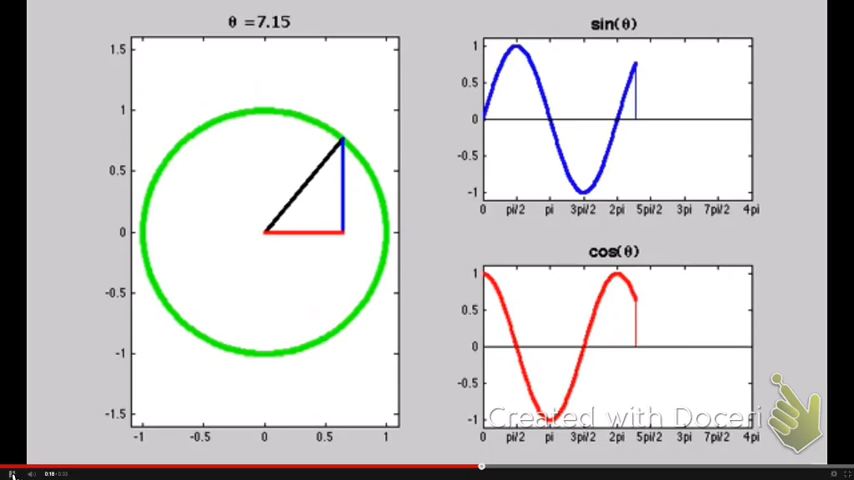 θ =7.15
1.5
1
0.5
0
-0.5
-1
-1.5
-1 -0.5 0 0.5 1
sin(θ)
1
0.5
0
-0.5
-1
0 pi/2 pi 3pi/2 2pi 5pi/2 3pi 7pi/2 4pi
cos(θ)
1
0.5
0
-0.5
-1
0 pi/2 pi 3pi/2 2pi 5pi/2 3pi 7pi/2 4pi
Created with Doceri